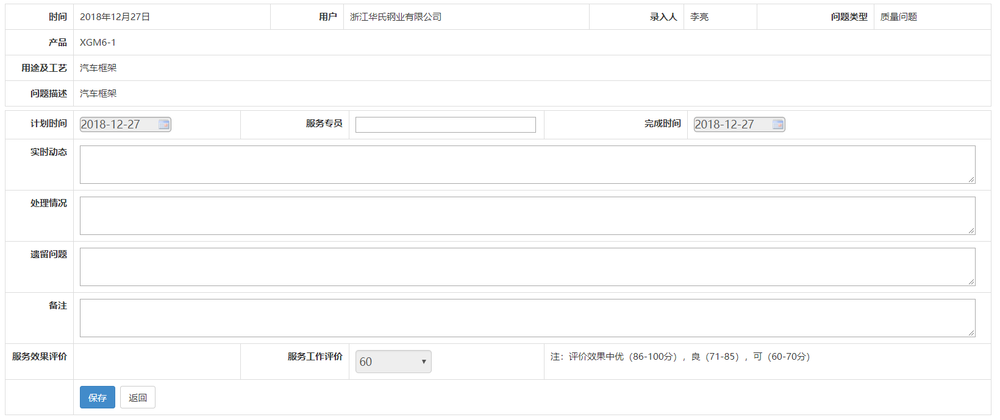 时间 2018年12月27日 用户 浙江华氏钢业有限公司 录入人 李亮 问题类型 质量问题
产品 XGM6-1
用途及工艺 汽车框架
问题描述 汽车框架
计划时间 2018-12-27 服务专员 完成时间 2018-12-27
实时动态
处理情况
遗留问题
备注
服务效果评价 服务工作评价 60 注：评价效果中优（86-100分），良（71-85），可（60-70分）
保存 返回